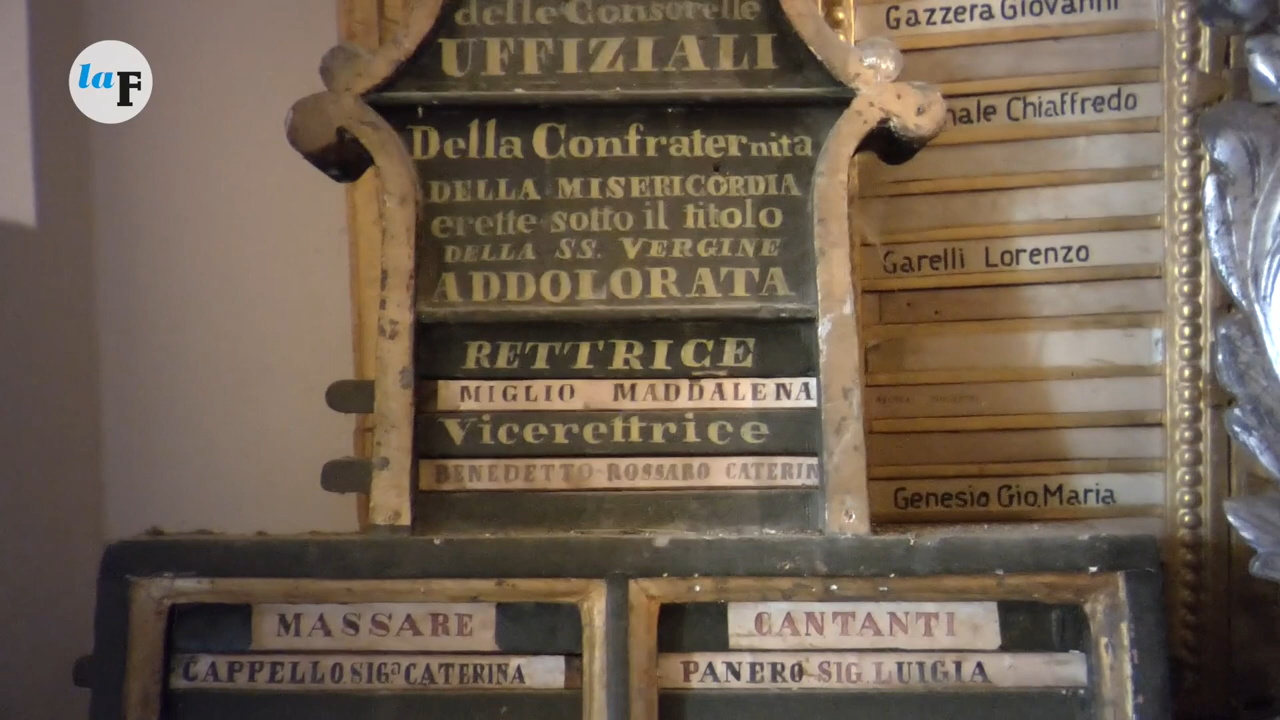 laF
delle Consorelle
UFFIZIALI
Della Confraternita
DELLA MISERICORDIA
erette sotto il titolo
DELLA SS. VERGINE
ADDOLORATA
RETTRICE
MIGLIO MADDALENA
Vicerettrice
BENEDETTO ROSSARO CATERIN
MASSARE
CAPPELLO SIGª CATERINA
CANTANTI
PANERO SIG LUIGIA
Gazzera Giovanni
nale Chiaffredo
Garelli Lorenzo
Genesio Gio.Maria